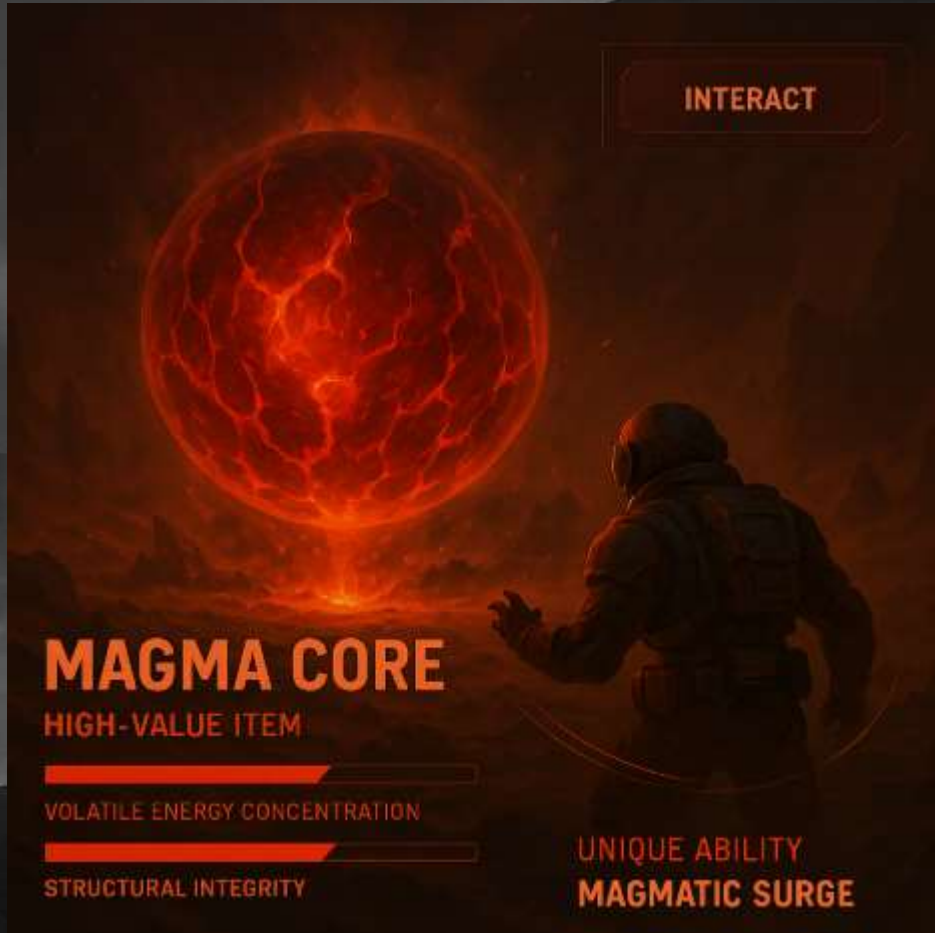 INTERACT
MAGMA CORE
HIGH-VALUE ITEM
VOLATILE ENERGY CONCENTRATION
STRUCTURAL INTEGRITY
UNIQUE ABILITY
MAGMATIC SURGE